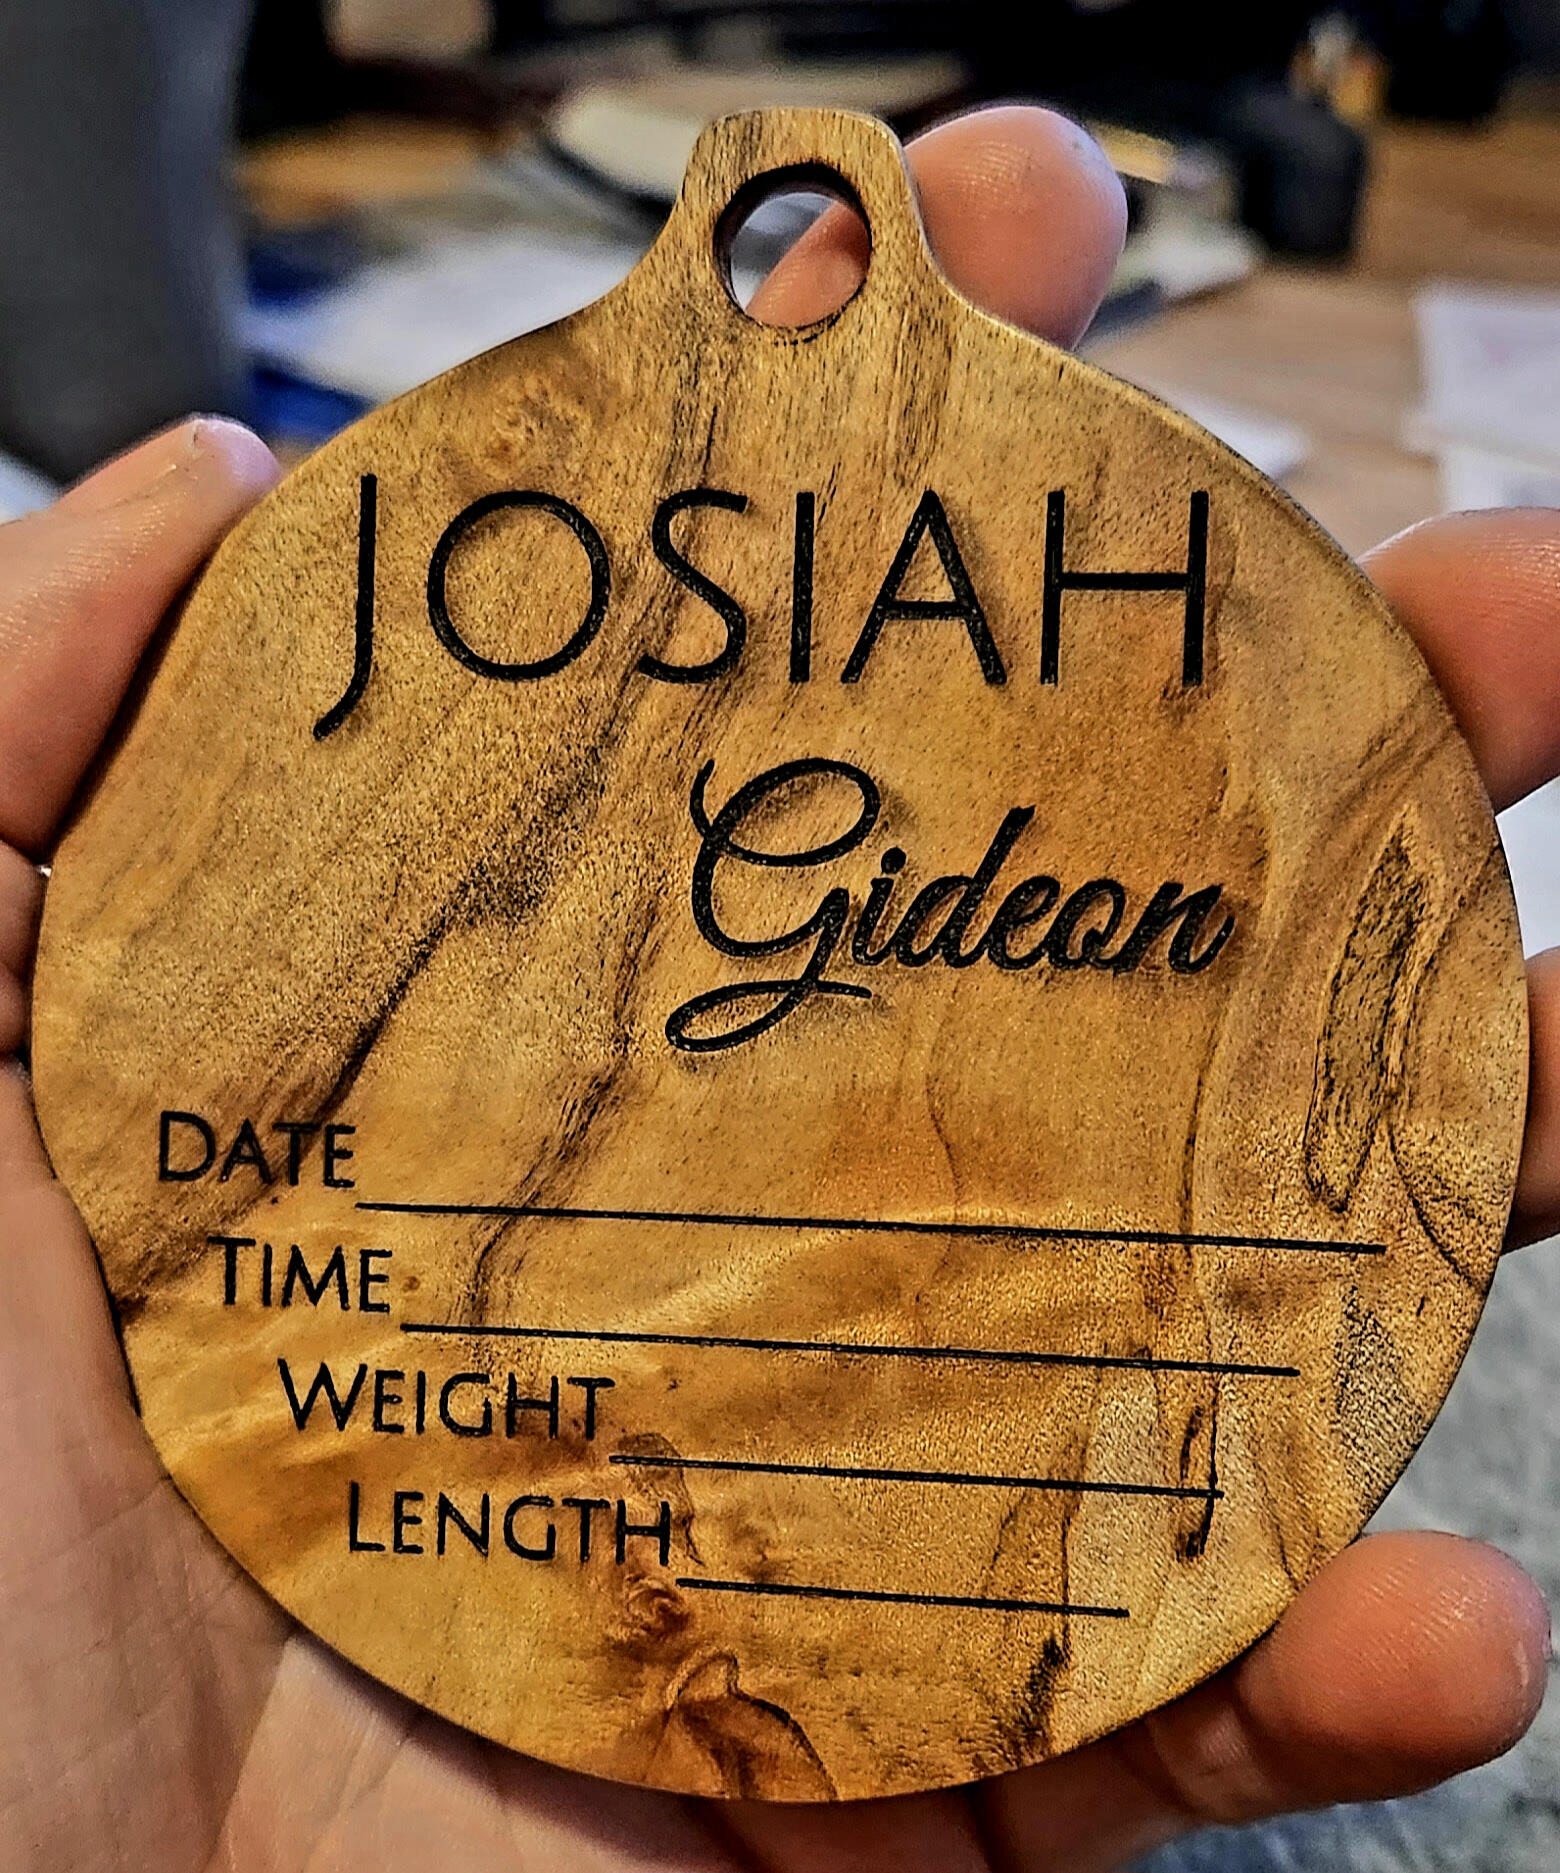 JOSIAH
Gideon
DATE
TIME
WEIGHT
LENGTH